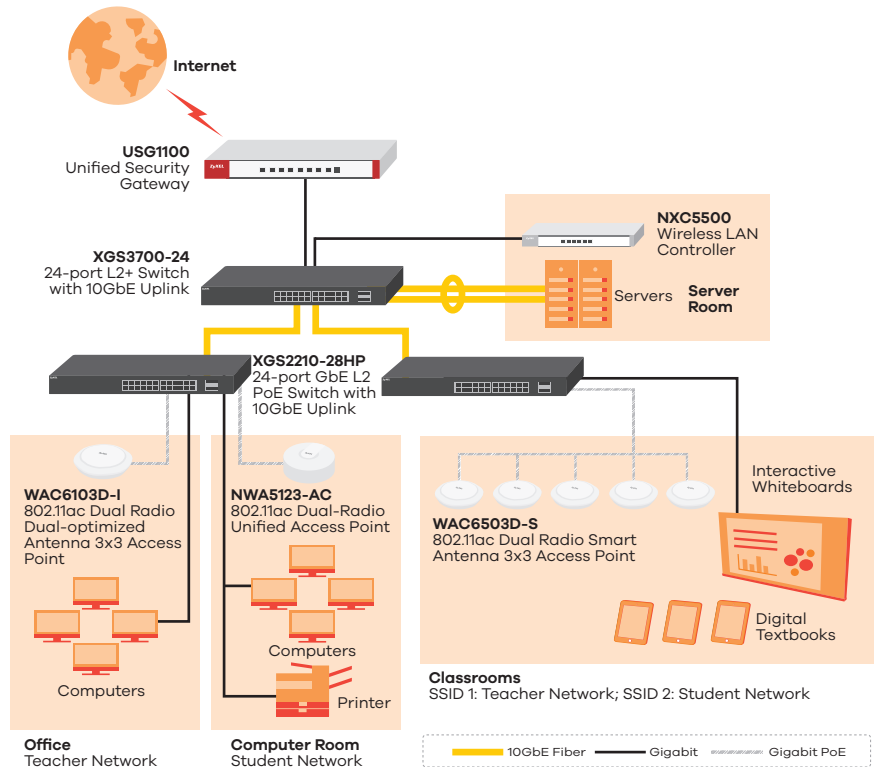 Internet
USG1100
Unified Security
Gateway
ZyXEL
NXC5500
Wireless LAN
Controller
XGS3700-24
24-port L2+ Switch
with 10GbE Uplink
Servers
Server
Room
XGS2210-28HP
24-port GbE L2
PoE Switch with
10GbE Uplink
WAC6103D-I
802.11ac Dual Radio
Dual-optimized
Antenna 3x3 Access
Point
Computers
NWA5123-AC
802.11ac Dual-Radio
Unified Access Point
Computers
Printer
WAC6503D-S
802.11ac Dual Radio Smart
Antenna 3x3 Access Point
Interactive
Whiteboards
Digital
Textbooks
Classrooms
SSID 1: Teacher Network; SSID 2: Student Network
Office
Teacher Network
Computer Room
Student Network
10GbE Fiber
Gigabit
Gigabit PoE